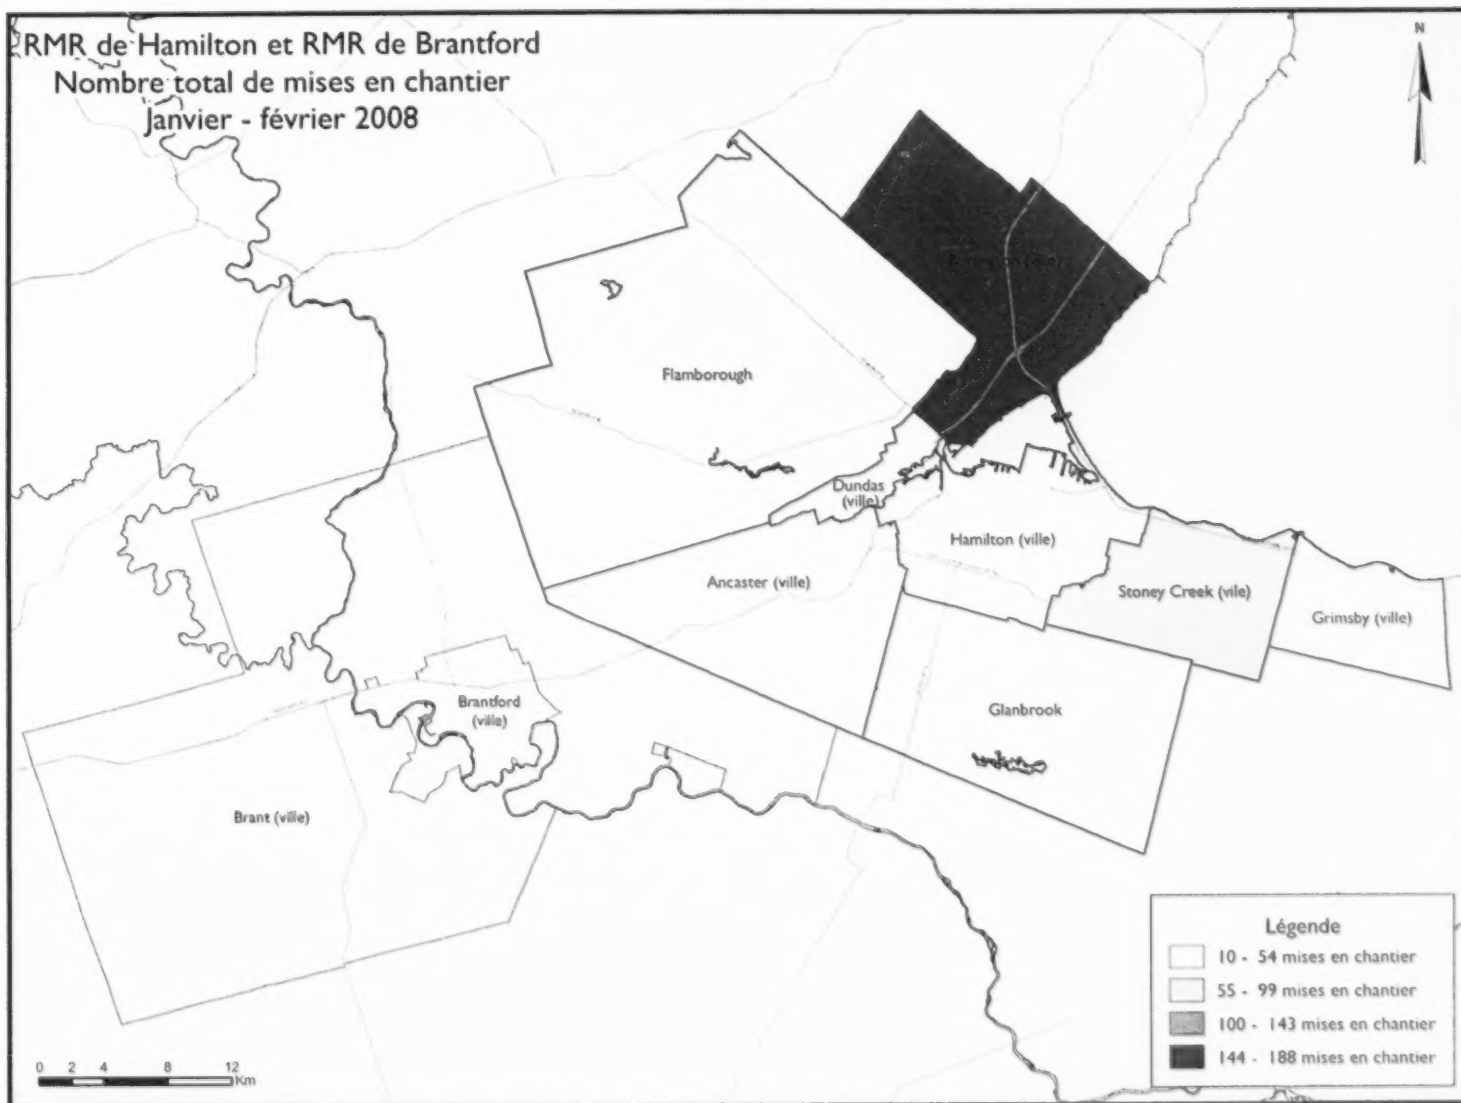 RMR de Hamilton et RMR de Brantford
Nombre total de mises en chantier
Janvier - février 2008
N
Flamborough
Dundas
(ville)
Hamilton (ville)
Ancaster (ville)
Stoney Creek (vile)
Grimsby (ville)
Brantford
(ville)
Glanbrook
Brant (ville)
Légende
10 - 54 mises en chantier
55 - 99 mises en chantier
100 - 143 mises en chantier
144 - 188 mises en chantier
0 2 4 8 12
Km